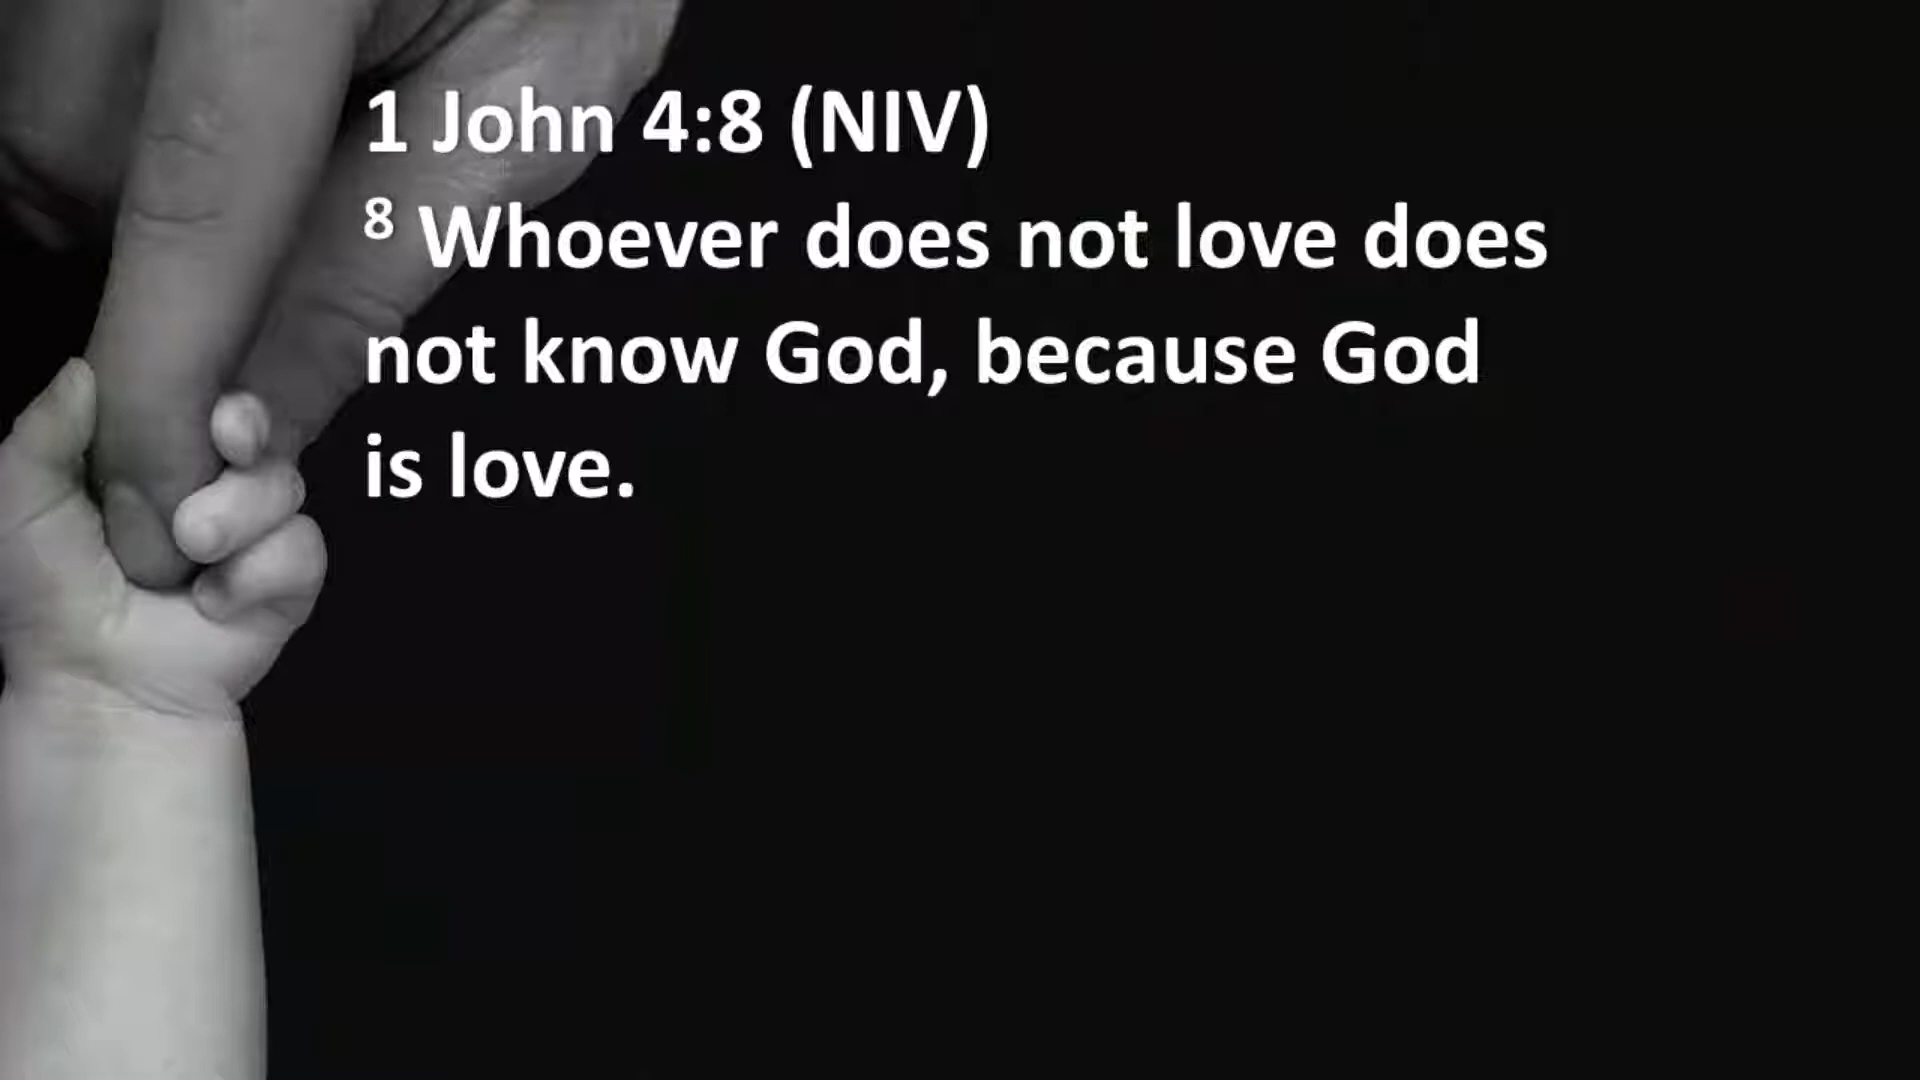 1 John 4:8 (NIV)
8 Whoever does not love does
not know God, because God
is love.